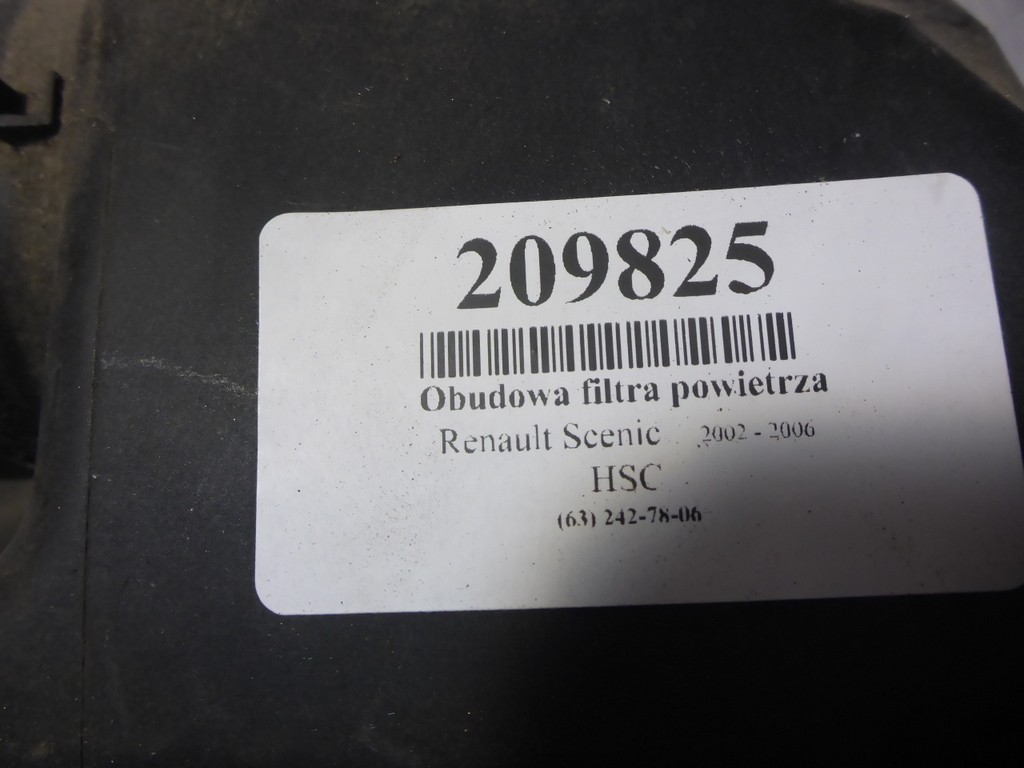 209825
Obudowa filtra powietrza
Renault Scenic 2002 - 2006
HSC
(63) 242-78-06